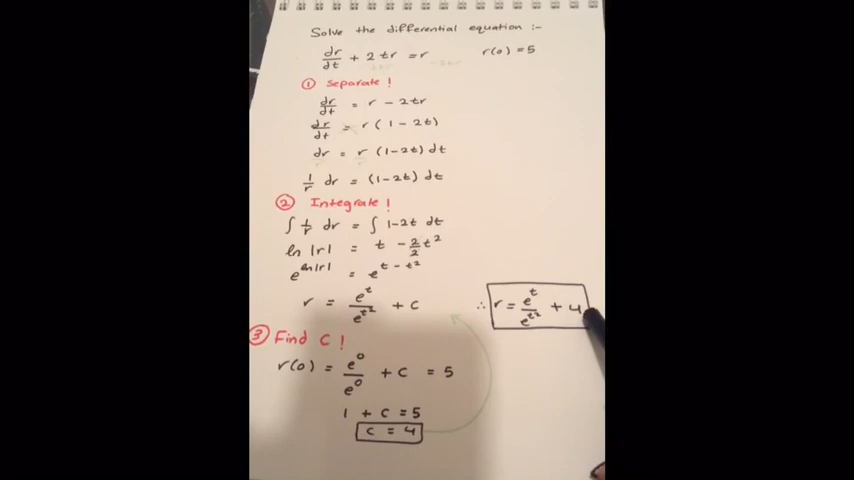 Solve the differential equation :-
dr/dt + 2tr = r    r(0) = 5
① Separate!
dr/dt = r - 2tr
dr/dt = r(1 - 2t)
dr = r (1-2t) dt
1/r dr = (1-2t) dt
② Integrate!
∫ 1/r dr = ∫ 1-2t dt
ln |r| = t - 2/2 t²
e^(ln|r|) = e^(t - t²)
r = e^t/e^(t²) + c
∴ r = e^t/e^(t²) + 4
③ Find C!
r(0) = e^0/e^0 + c = 5
1 + c = 5
c = 4